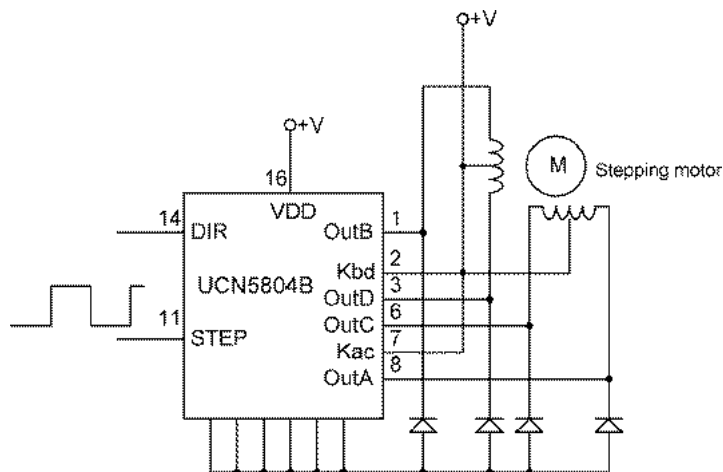 +V
+V
16
VDD
14
DIR
OutB
1
M
Stepping motor
Kbd
2
UCN5804B
OutD
3
OutC
6
11
STEP
Kac
7
OutA
8